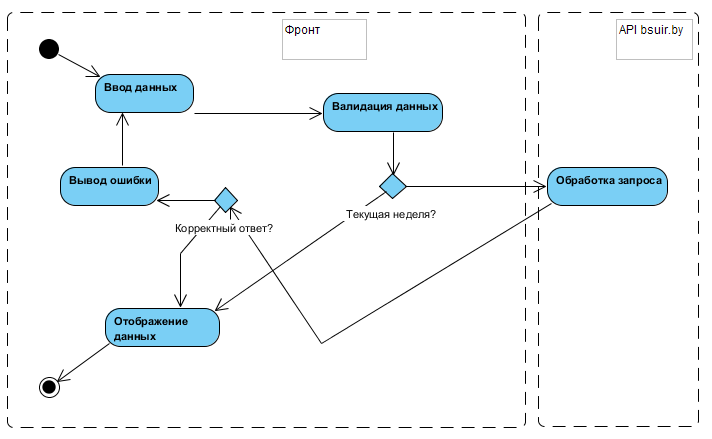 Фронт
API bsuir.by
Ввод данных
Валидация данных
Вывод ошибки
Обработка запроса
Текущая неделя?
Корректный ответ?
Отображение
данных